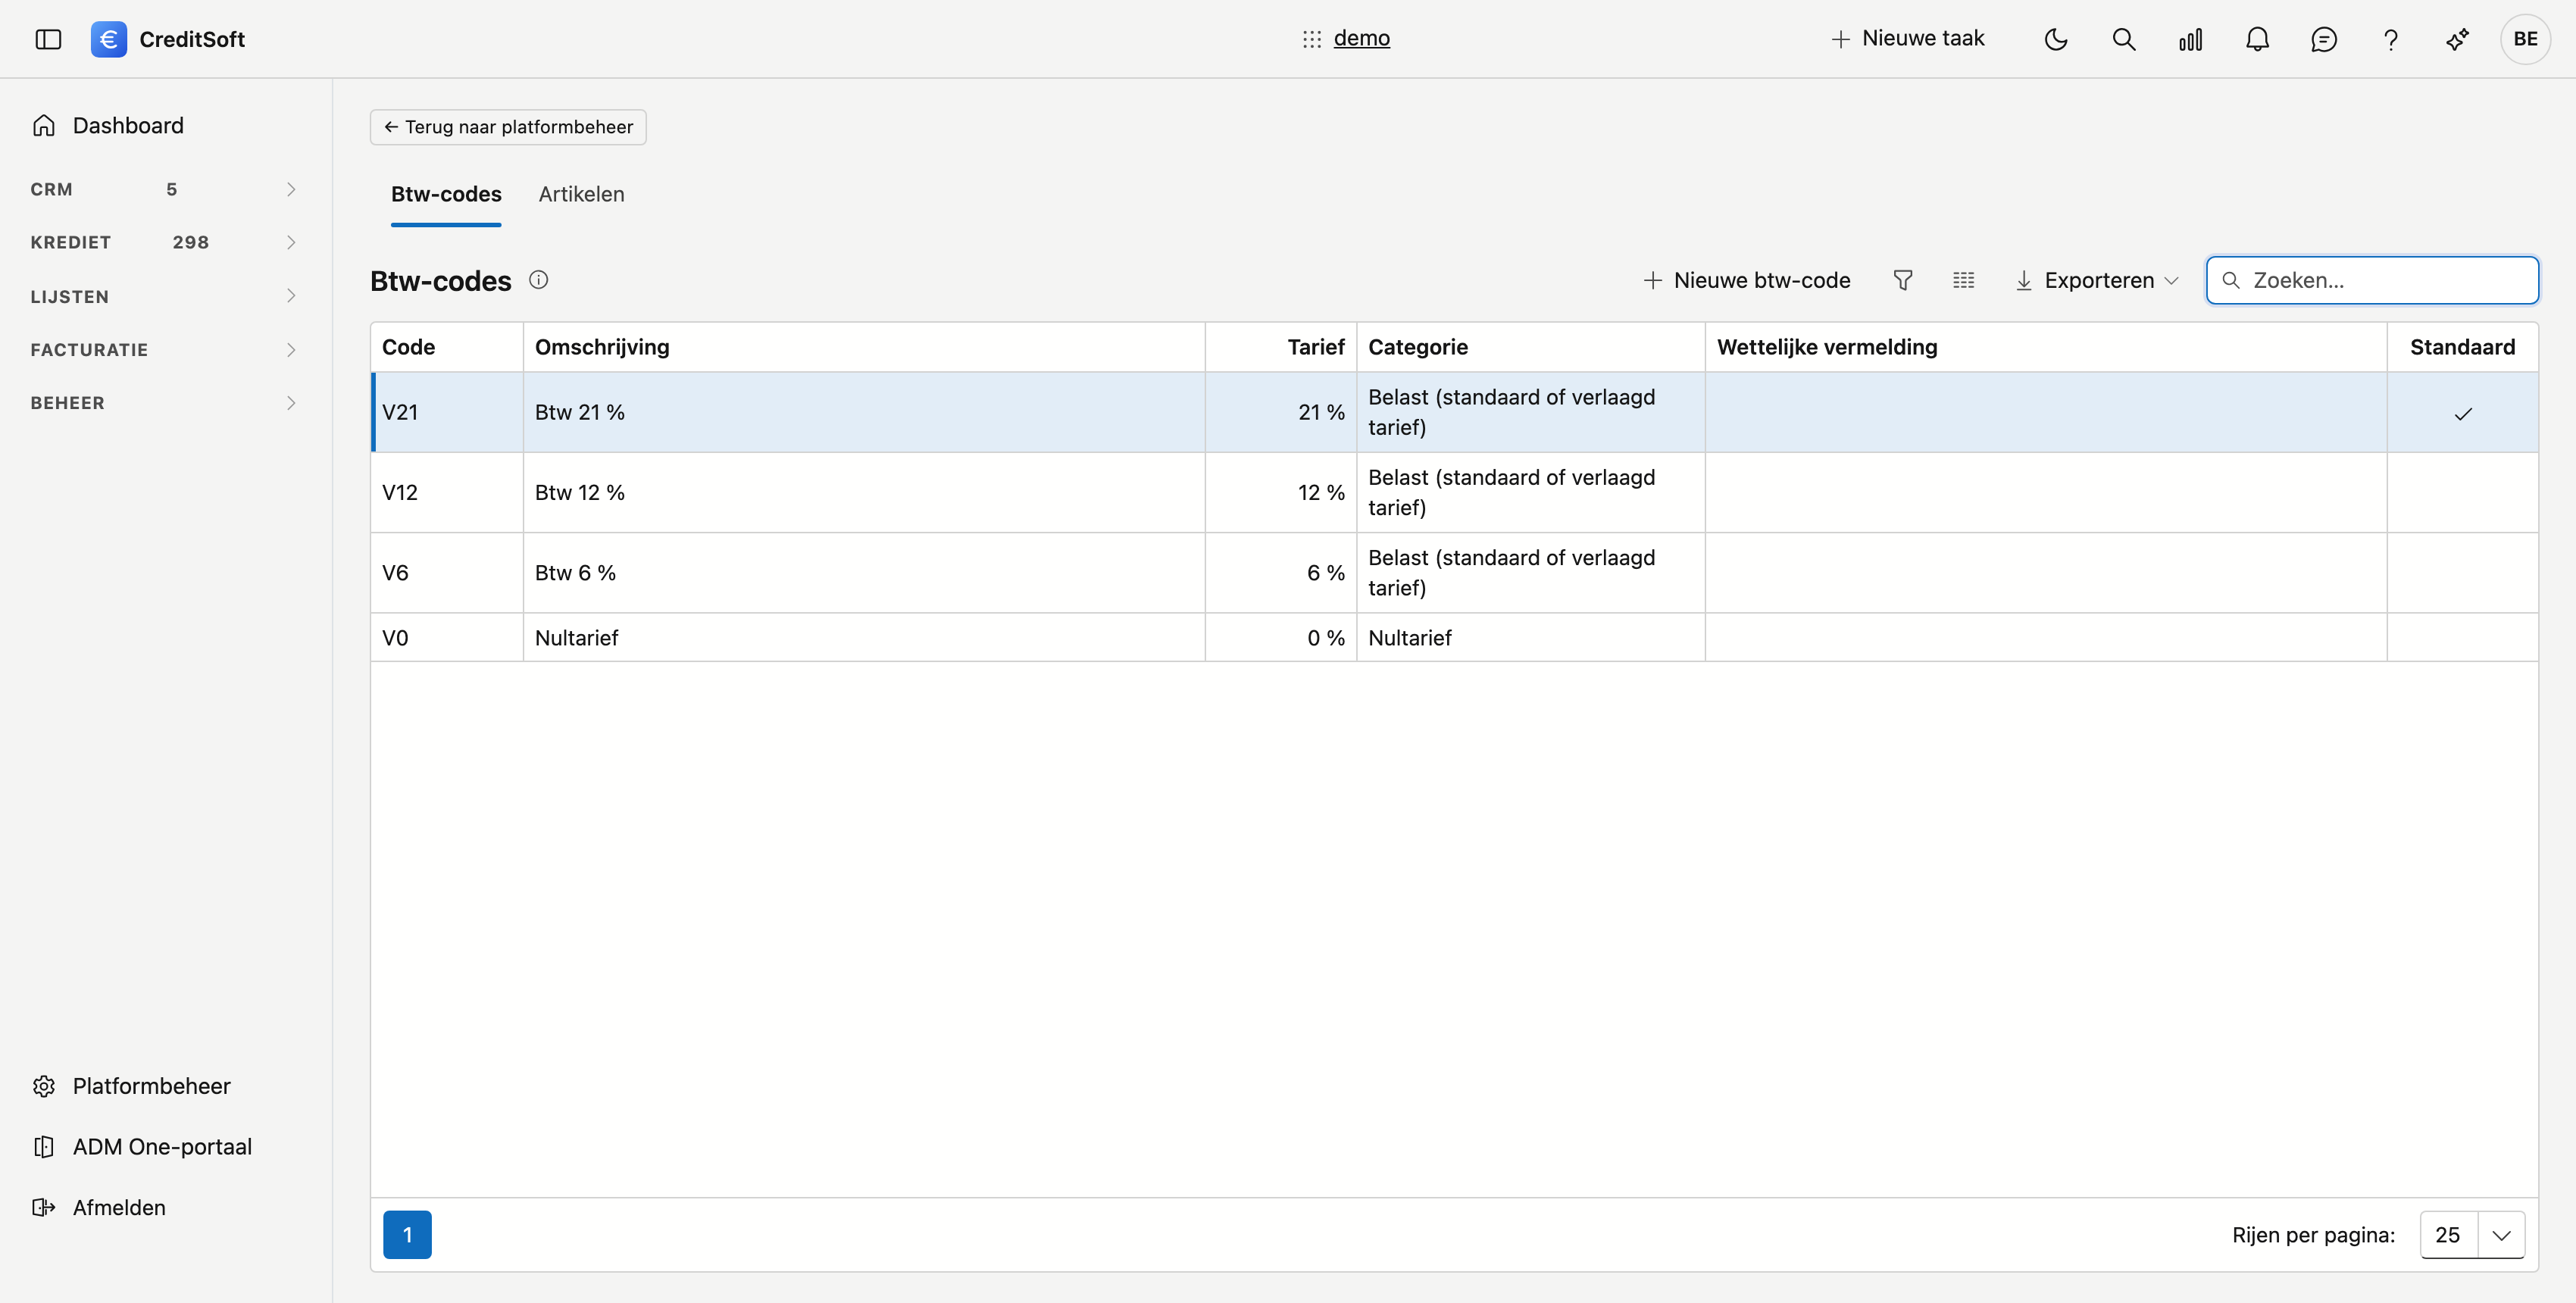 € CreditSoft
demo
Nieuwe taak
BE
Dashboard
CRM 5
KREDIET 298
LIJSTEN
FACTURATIE
BEHEER
Platformbeheer
ADM One-portaal
Afmelden
← Terug naar platformbeheer
Btw-codes Artikelen
Btw-codes
Nieuwe btw-code
Exporteren
Zoeken...
Code Omschrijving Tarief Categorie Wettelijke vermelding Standaard
V21 Btw 21 % 21 % Belast (standaard of verlaagd
tarief)
V12 Btw 12 % 12 % Belast (standaard of verlaagd
tarief)
V6 Btw 6 % 6 % Belast (standaard of verlaagd
tarief)
V0 Nultarief 0 % Nultarief
1
Rijen per pagina: 25